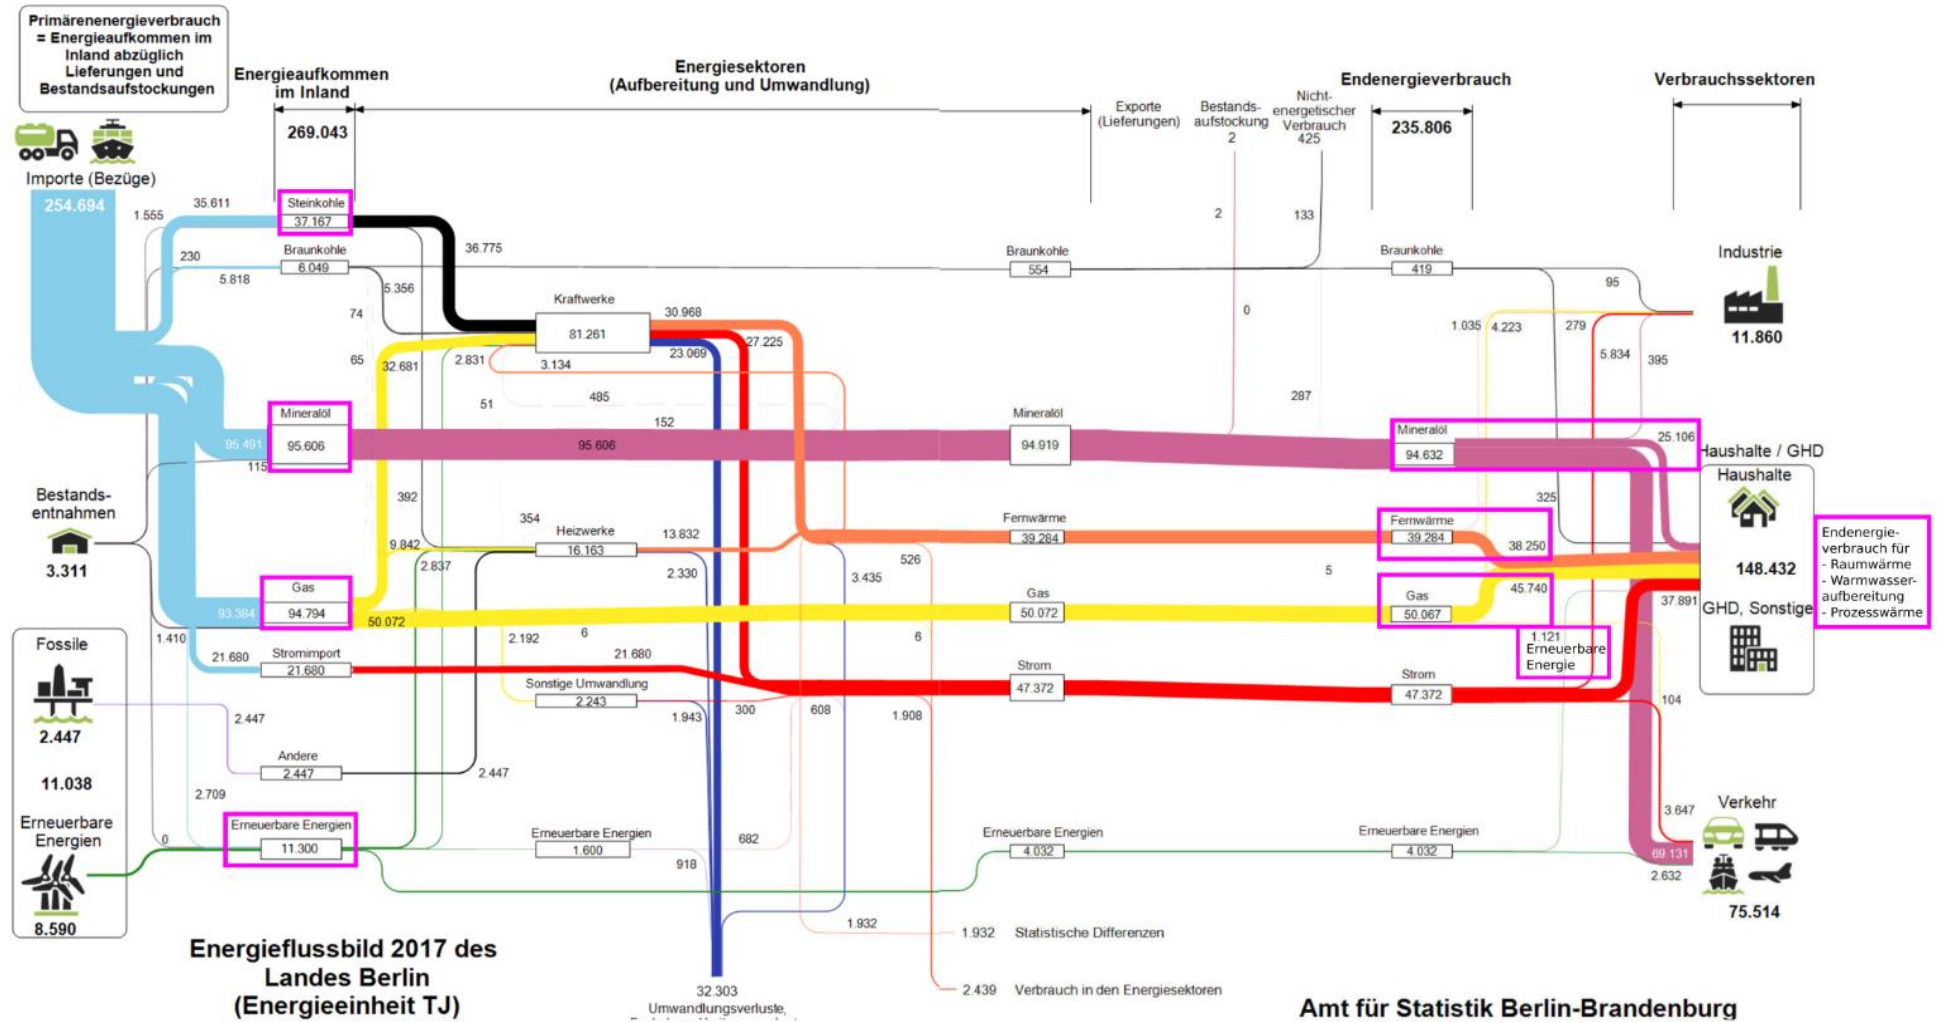 Primärenenergieverbrauch
= Energieaufkommen im
Inland abzüglich
Lieferungen und
Bestandsaufstockungen
Energieaufkommen
im Inland
269.043
Energiesektoren
(Aufbereitung und Umwandlung)
Exporte
(Lieferungen)
Bestands-
aufstockung
2
Nicht-
energetischer
Verbrauch
425
Endenergieverbrauch
235.806
Verbrauchssektoren
Importe (Bezüge)
254.694
1.555
35.611
Steinkohle
37.167
36.775
2
133
230
5.818
Braunkohle
6.049
5.356
Braunkohle
554
Braunkohle
419
95
Industrie
11.860
74
65
32.681
2.831
Kraftwerke
81.261
30.968
27.225
23.069
3.134
0
1.035
4.223
279
5.834
395
51
485
152
287
Mineralöl
95.606
95.491
115
95.606
Mineralöl
94.919
Mineralöl
94.632
25.106
Haushalte / GHD
Haushalte
148.432
GHD, Sonstige
Endenergie-
verbrauch für
- Raumwärme
- Warmwasser-
aufbereitung
- Prozesswärme
Bestands-
entnahmen
3.311
392
354
9.842
2.837
Heizwerke
16.163
13.832
2.330
3.435
526
Fernwärme
39.284
Fernwärme
39.284
38.250
325
5
Gas
94.794
93.384
1.410
50.072
2.192
6
6
Gas
50.072
Gas
50.067
45.740
37.891
1.121
Erneuerbare
Energie
21.680
Stromimport
21.680
21.680
Sonstige Umwandlung
2.243
1.943
300
608
1.908
Strom
47.372
Strom
47.372
104
Fossile
2.447
11.038
Erneuerbare
Energien
8.590
2.447
Andere
2.447
2.447
2.709
0
Erneuerbare Energien
11.300
Erneuerbare Energien
1.600
682
918
Erneuerbare Energien
4.032
Erneuerbare Energien
4.032
3.647
Verkehr
69.131
2.632
75.514
1.932
1.932 Statistische Differenzen
2.439 Verbrauch in den Energiesektoren
32.303
Umwandlungsverluste,
Energieflussbild 2017 des
Landes Berlin
(Energieeinheit TJ)
Amt für Statistik Berlin-Brandenburg